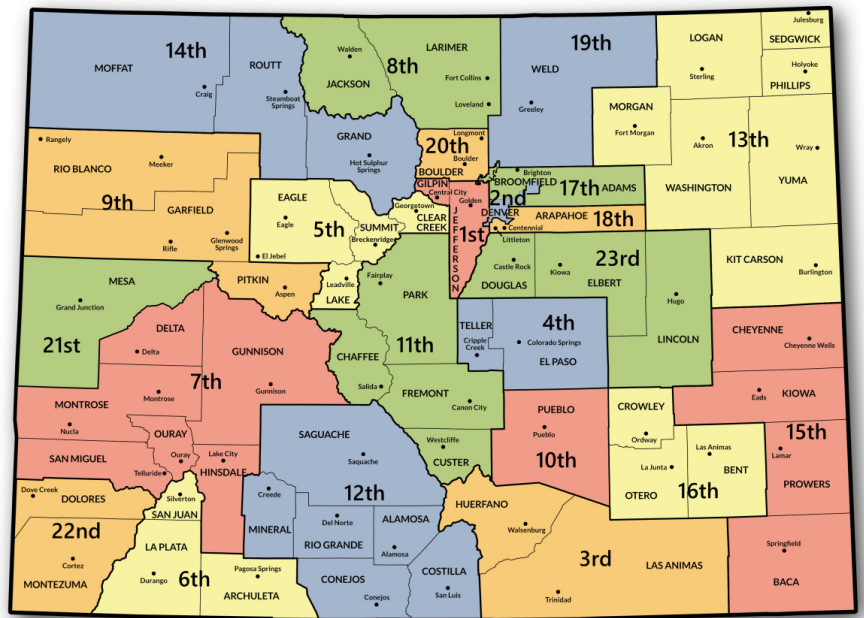 Julesburg
14th
19th
LOGAN
SEDGWICK
Walden
8th
LARIMER
ROUTT
MOFFAT
WELD
Holyoke
Sterling
PHILLIPS
Fort Collins
JACKSON
Craig
Steamboat
Springs
Loveland
Greeley
MORGAN
Fort Morgan
Longmont
GRAND
13th
Rangely
20th
Akron
Wray
Meeker
Hot Sulphur
Springs
Boulder
RIO BLANCO
BOULDER
Brighton
BROOMFIELD
17th
ADAMS
GILPIN
Central City
WASHINGTON
YUMA
9th
EAGLE
Georgetown
Golden
2nd
GARFIELD
Eagle
5th
SUMMIT
CLEAR
CREEK
JEFFERSON
1st
DENVER
ARAPAHOE
18th
Centennial
Rifle
Glenwood
Springs
Breckenridge
Littleton
El Jebel
23rd
KIT CARSON
Castle Rock
Kiowa
Burlington
MESA
PITKIN
Leadville
Fairplay
DOUGLAS
ELBERT
Aspen
LAKE
PARK
Hugo
Grand Junction
TELLER
4th
DELTA
CHEYENNE
21st
Cripple
Creek
Colorado Springs
LINCOLN
Cheyenne Wells
Delta
GUNNISON
CHAFFEE
11th
EL PASO
7th
Gunnison
Salida
FREMONT
Montrose
Canon City
Eads
KIOWA
MONTROSE
PUEBLO
CROWLEY
Nucla
OURAY
SAGUACHE
Pueblo
Ordway
15th
Westcliffe
Las Animas
Lamar
SAN MIGUEL
Ouray
Lake City
Saquache
CUSTER
10th
La Junta
BENT
Telluride
HINSDALE
PROWERS
Dove Creek
DOLORES
Silverton
Creede
12th
HUERFANO
OTERO
16th
SAN JUAN
22nd
MINERAL
Del Norte
ALAMOSA
Walsenburg
RIO GRANDE
Alamosa
LA PLATA
Springfield
Cortez
3rd
LAS ANIMAS
Durango
6th
Pagosa Springs
CONEJOS
COSTILLA
MONTEZUMA
ARCHULETA
San Luis
Trinidad
BACA
Conejos